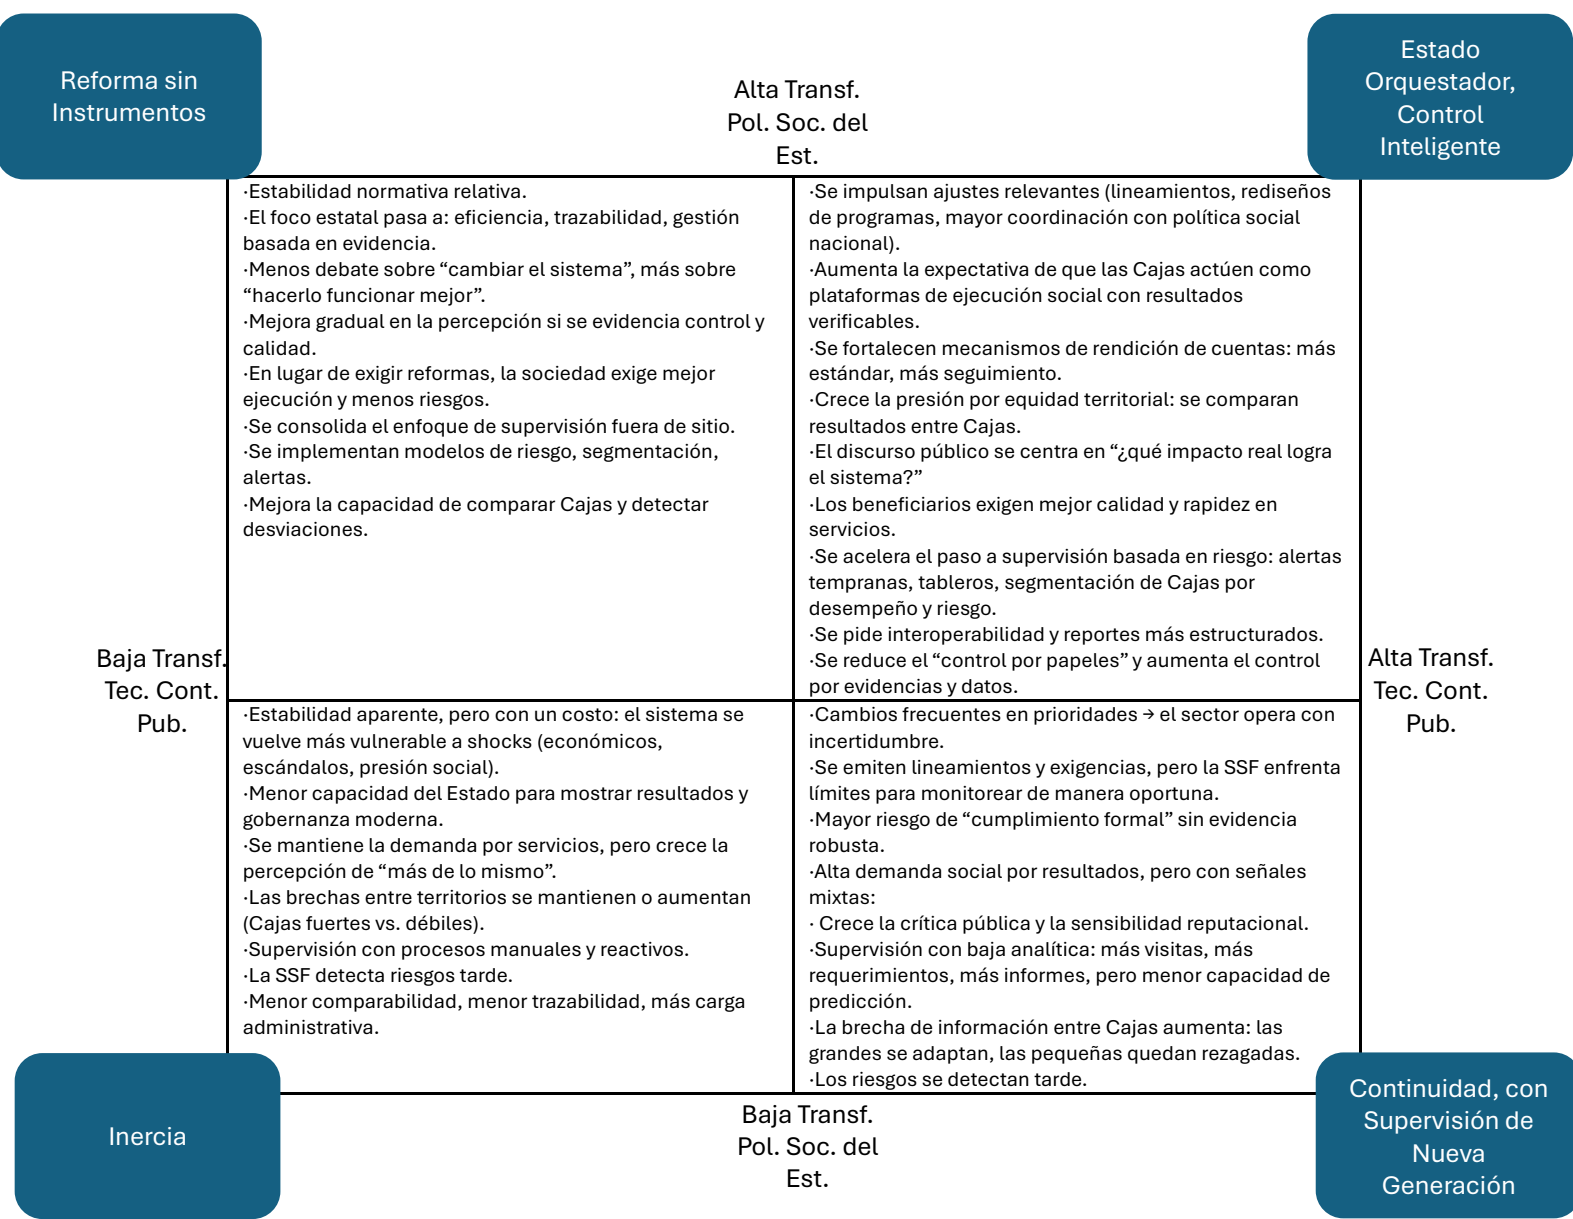 Reforma sin
Instrumentos
Alta Transf.
Pol. Soc. del
Est.
Estado
Orquestador,
Control
Inteligente
·Estabilidad normativa relativa.
·El foco estatal pasa a: eficiencia, trazabilidad, gestión
basada en evidencia.
·Menos debate sobre “cambiar el sistema”, más sobre
“hacerlo funcionar mejor”.
·Mejora gradual en la percepción si se evidencia control y
calidad.
·En lugar de exigir reformas, la sociedad exige mejor
ejecución y menos riesgos.
·Se consolida el enfoque de supervisión fuera de sitio.
·Se implementan modelos de riesgo, segmentación,
alertas.
·Mejora la capacidad de comparar Cajas y detectar
desviaciones.
·Se impulsan ajustes relevantes (lineamientos, rediseños
de programas, mayor coordinación con política social
nacional).
·Aumenta la expectativa de que las Cajas actúen como
plataformas de ejecución social con resultados
verificables.
·Se fortalecen mecanismos de rendición de cuentas: más
estándar, más seguimiento.
·Crece la presión por equidad territorial: se comparan
resultados entre Cajas.
·El discurso público se centra en “¿qué impacto real logra
el sistema?”
·Los beneficiarios exigen mejor calidad y rapidez en
servicios.
·Se acelera el paso a supervisión basada en riesgo: alertas
tempranas, tableros, segmentación de Cajas por
desempeño y riesgo.
·Se pide interoperabilidad y reportes más estructurados.
·Se reduce el “control por papeles” y aumenta el control
por evidencias y datos.
Baja Transf.
Tec. Cont.
Pub.
Alta Transf.
Tec. Cont.
Pub.
·Estabilidad aparente, pero con un costo: el sistema se
vuelve más vulnerable a shocks (económicos,
escándalos, presión social).
·Menor capacidad del Estado para mostrar resultados y
gobernanza moderna.
·Se mantiene la demanda por servicios, pero crece la
percepción de “más de lo mismo”.
·Las brechas entre territorios se mantienen o aumentan
(Cajas fuertes vs. débiles).
·Supervisión con procesos manuales y reactivos.
·La SSF detecta riesgos tarde.
·Menor comparabilidad, menor trazabilidad, más carga
administrativa.
·Cambios frecuentes en prioridades → el sector opera con
incertidumbre.
·Se emiten lineamientos y exigencias, pero la SSF enfrenta
límites para monitorear de manera oportuna.
·Mayor riesgo de “cumplimiento formal” sin evidencia
robusta.
·Alta demanda social por resultados, pero con señales
mixtas:
· Crece la crítica pública y la sensibilidad reputacional.
·Supervisión con baja analítica: más visitas, más
requerimientos, más informes, pero menor capacidad de
predicción.
·La brecha de información entre Cajas aumenta: las
grandes se adaptan, las pequeñas quedan rezagadas.
·Los riesgos se detectan tarde.
Inercia
Baja Transf.
Pol. Soc. del
Est.
Continuidad, con
Supervisión de
Nueva
Generación